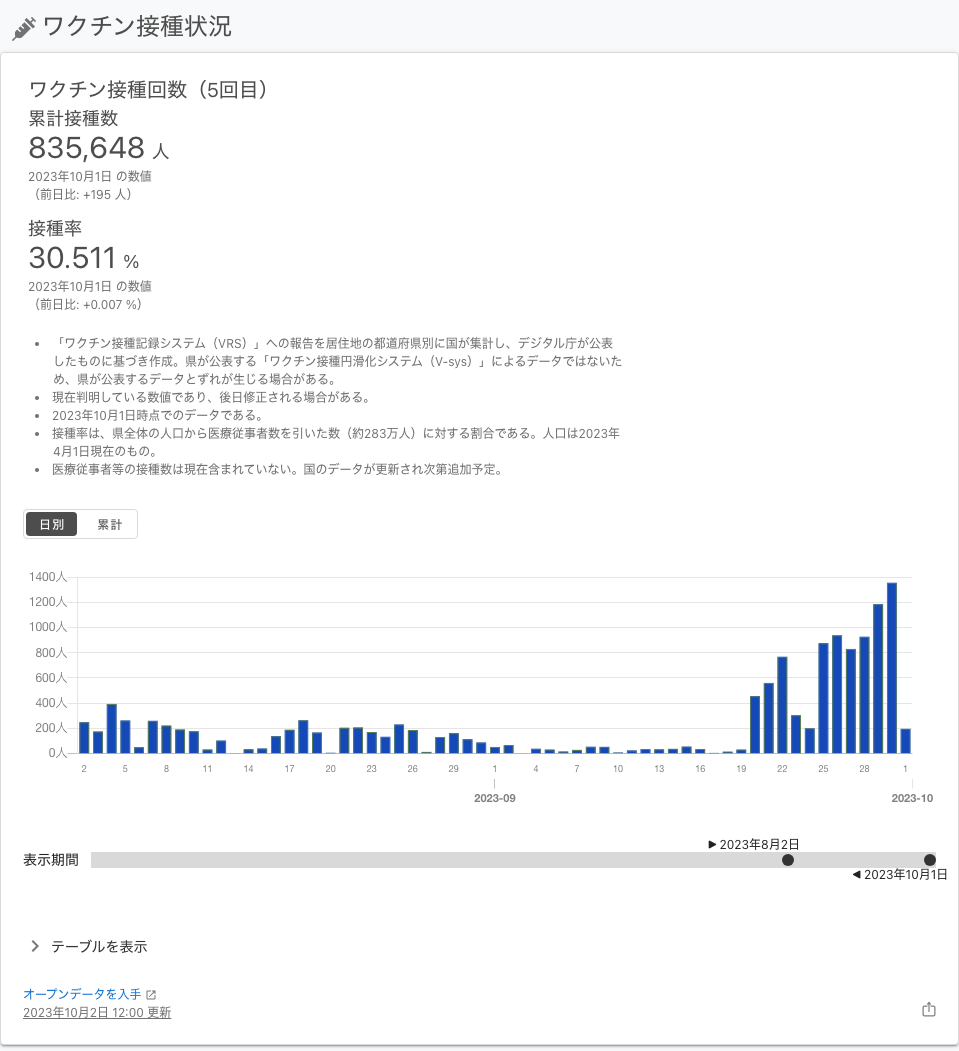 ワクチン接種状況
ワクチン接種回数（5回目）
累計接種数
835,648 人
2023年10月1日 の数値
（前日比: +195 人）
接種率
30.511 %
2023年10月1日 の数値
（前日比: +0.007 %）
• 「ワクチン接種記録システム（VRS）」への報告を居住地の都道府県別に国が集計し、デジタル庁が公表
したものに基づき作成。県が公表する「ワクチン接種円滑化システム（V-sys）」によるデータではないた
め、県が公表するデータとずれが生じる場合がある。
• 現在判明している数値であり、後日修正される場合がある。
• 2023年10月1日時点でのデータである。
• 接種率は、県全体の人口から医療従事者数を引いた数（約283万人）に対する割合である。人口は2023年
4月1日現在のもの。
• 医療従事者等の接種数は現在含まれていない。国のデータが更新され次第追加予定。
日別 累計
1400人
1200人
1000人
800人
600人
400人
200人
0人
2 5 8 11 14 17 20 23 26 29 1 4 7 10 13 16 19 22 25 28 1
2023-09 2023-10
▶ 2023年8月2日
表示期間
◀ 2023年10月1日
テーブルを表示
オープンデータを入手
2023年10月2日 12:00 更新